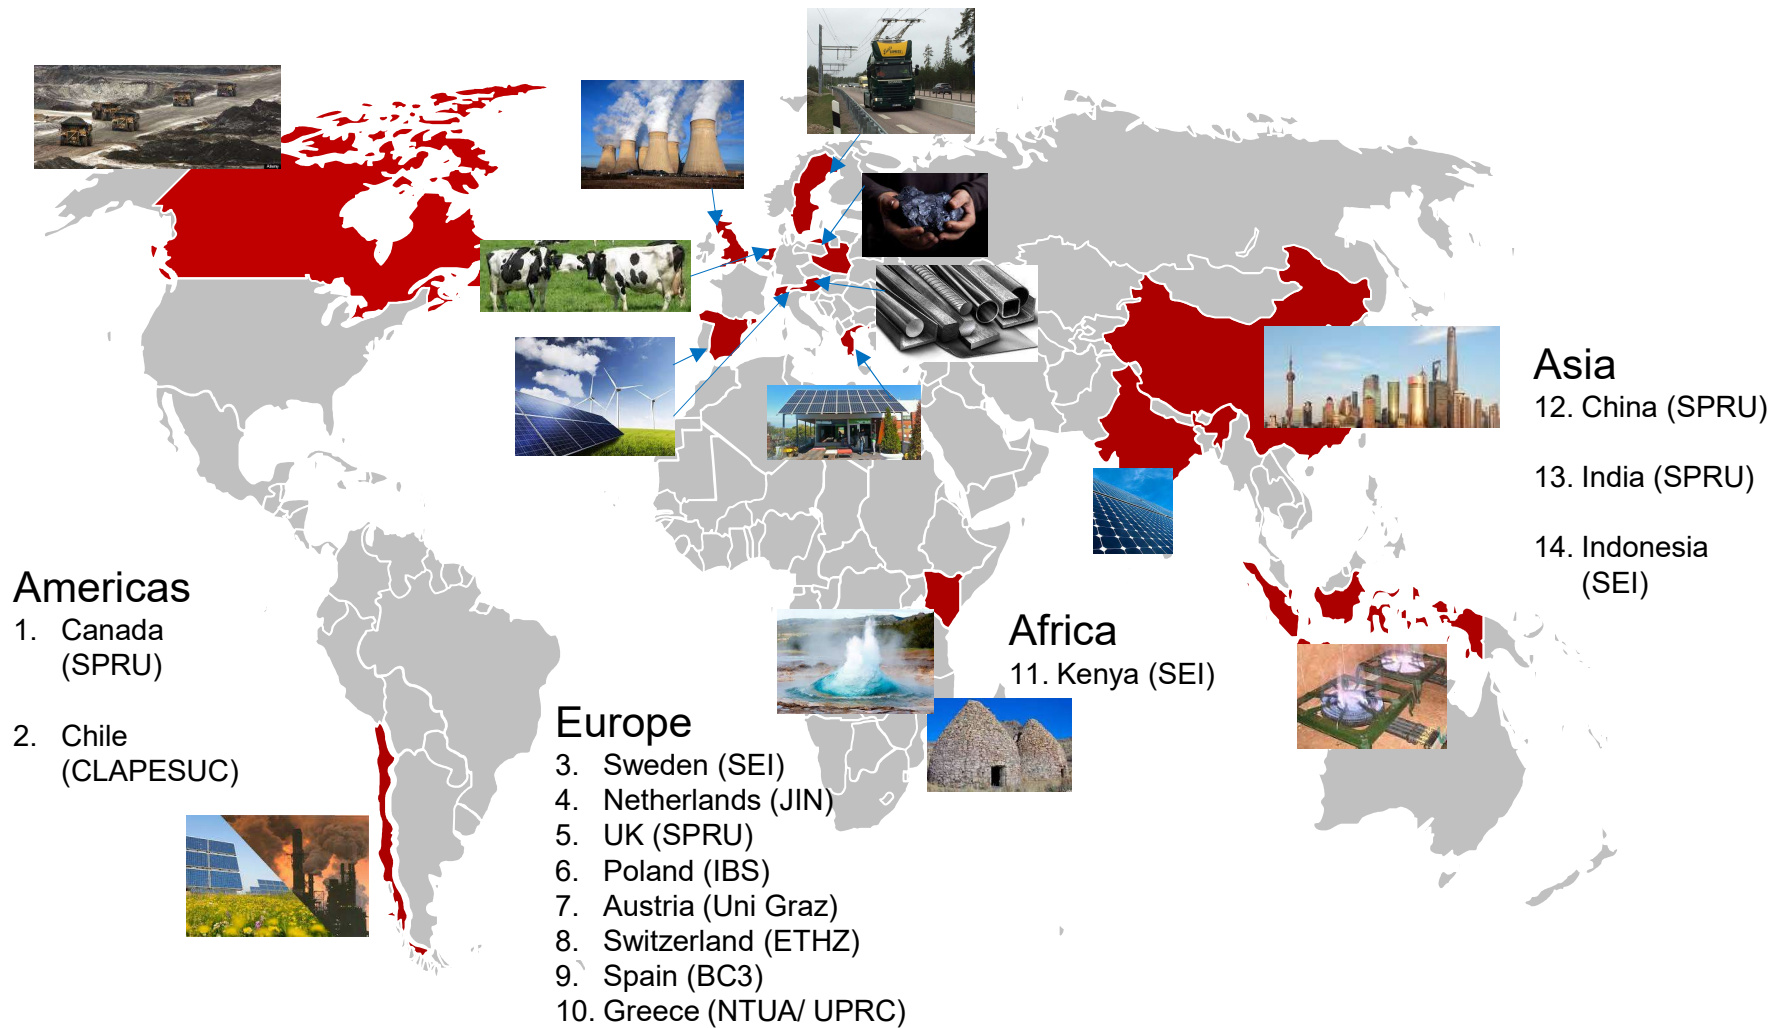 Americas
1. Canada
(SPRU)
2. Chile
(CLAPESUC)
Europe
3. Sweden (SEI)
4. Netherlands (JIN)
5. UK (SPRU)
6. Poland (IBS)
7. Austria (Uni Graz)
8. Switzerland (ETHZ)
9. Spain (BC3)
10. Greece (NTUA/ UPRC)
Africa
11. Kenya (SEI)
Asia
12. China (SPRU)
13. India (SPRU)
14. Indonesia
(SEI)